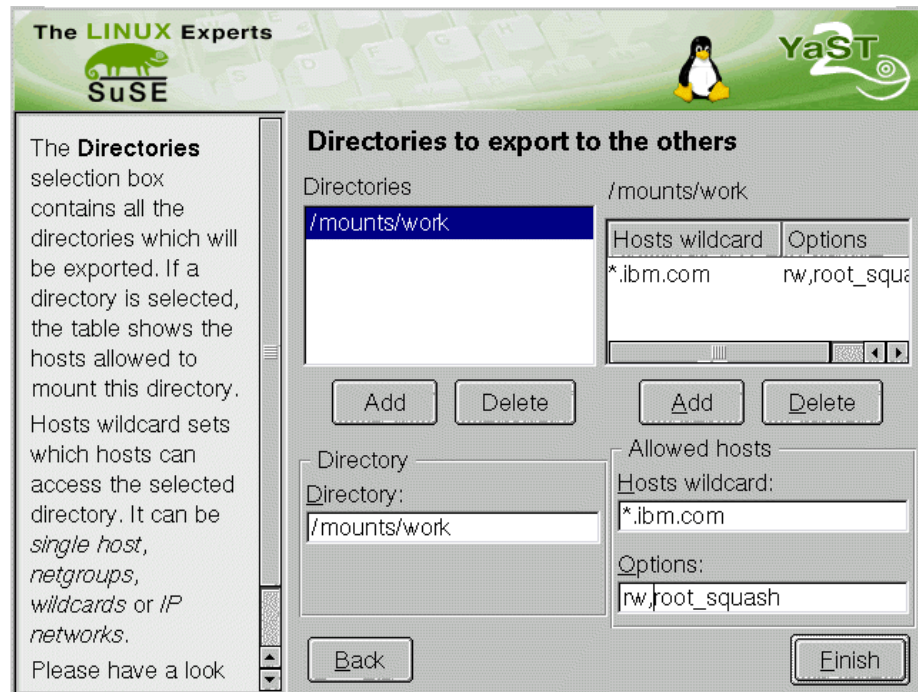 The LINUX Experts
SuSE
YaST
2
The Directories
selection box
contains all the
directories which will
be exported. If a
directory is selected,
the table shows the
hosts allowed to
mount this directory.
Hosts wildcard sets
which hosts can
access the selected
directory. It can be
single host,
netgroups,
wildcards or IP
networks.
Please have a look
Directories to export to the others
Directories
/mounts/work
Add Delete
Directory
Directory:
/mounts/work
/mounts/work
Hosts wildcard Options
*.ibm.com rw,root_squa
Add Delete
Allowed hosts
Hosts wildcard:
*.ibm.com
Options:
rw,root_squash
Back
Finish